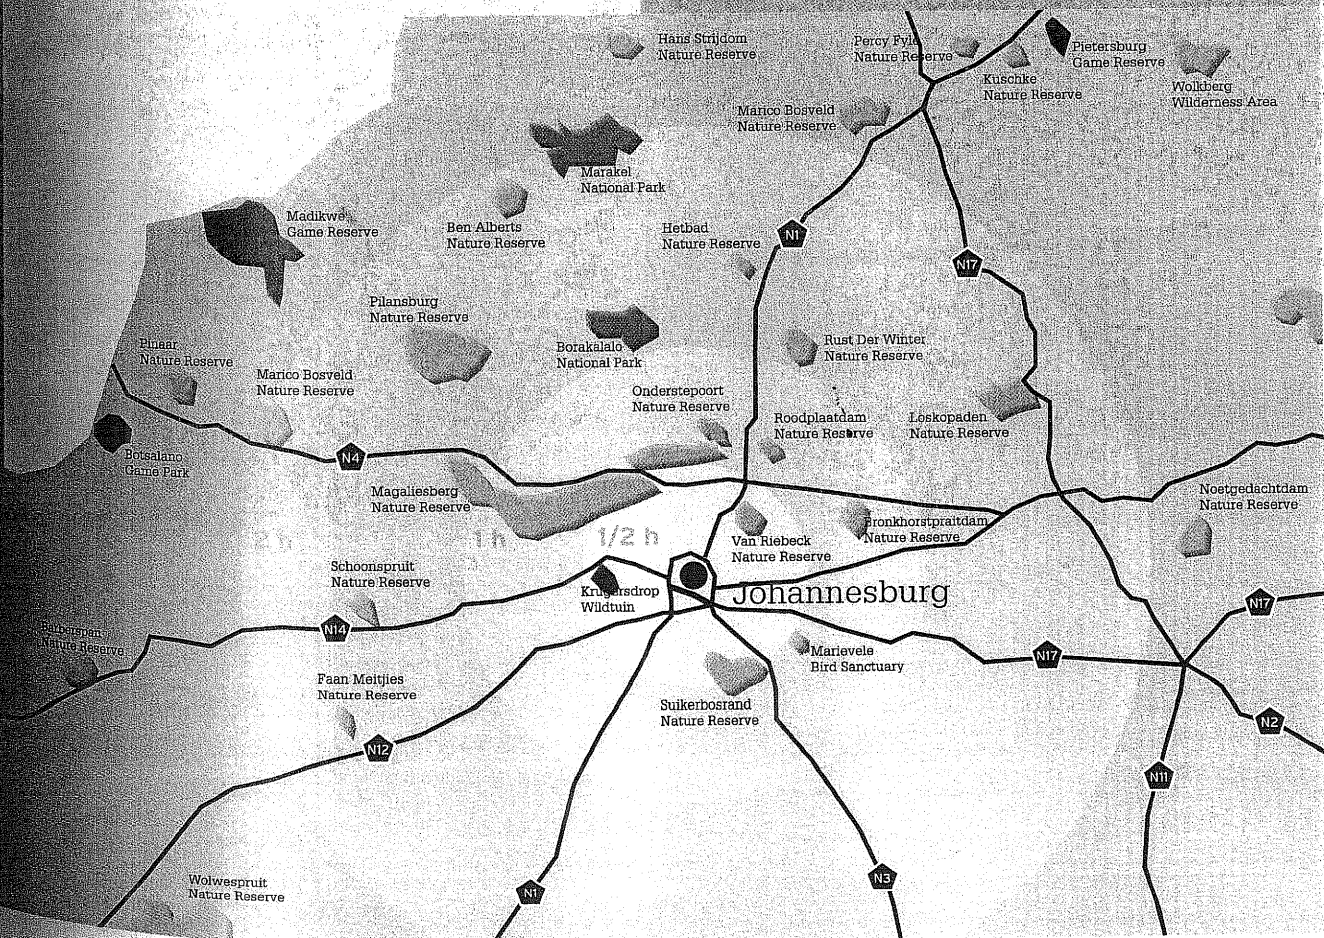 Hans Strijdom
Nature Reserve
Percy Fyle
Nature Reserve
Pietersburg
Game Reserve
Kuschke
Nature Reserve
Wolkberg
Wilderness Area
Marico Bosveld
Nature Reserve
Marakel
National Park
Madikwe
Game Reserve
Ben Alberts
Nature Reserve
Hetbad
Nature Reserve
N1
N17
Pilansburg
Nature Reserve
Pinaar
Nature Reserve
Borakalalo
National Park
Rust Der Winter
Nature Reserve
Marico Bosveld
Nature Reserve
Onderstepoort
Nature Reserve
Roodplaatdam
Nature Reserve
Loskopaden
Nature Reserve
N4
Botsalano
Game Park
Magaliesberg
Nature Reserve
Noetgedachtdam
Nature Reserve
2 h
1 h
1/2 h
Van Riebeck
Nature Reserve
Bronkhorstpraitdam
Nature Reserve
Schoonspruit
Nature Reserve
Krugersdrop
Wildtuin
Johannesburg
N14
N17
Nature Reserve
Marievele
Bird Sanctuary
N17
Faan Meitjies
Nature Reserve
Suikerbosrand
Nature Reserve
N12
N2
N11
Wolwespruit
Nature Reserve
N1
N3